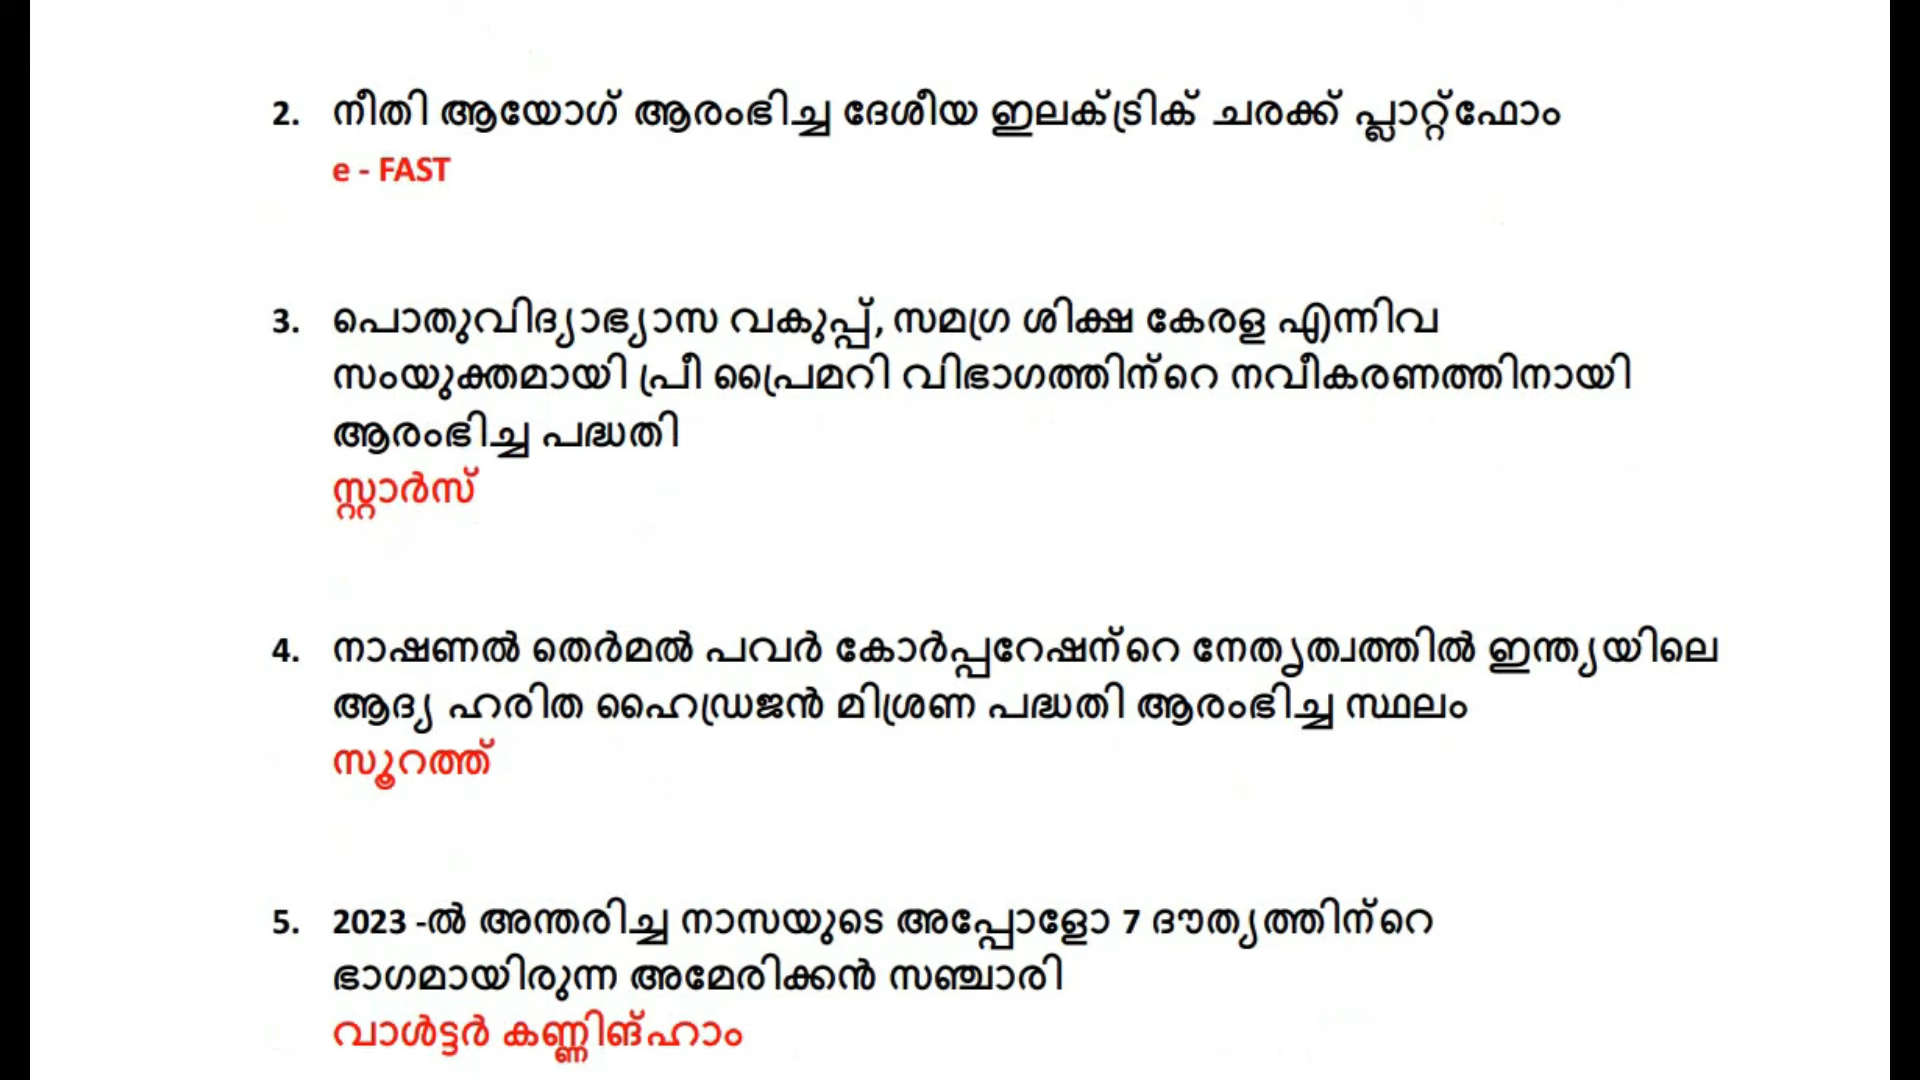 2. നീതി ആയോഗ് ആരംഭിച്ച ദേശീയ ഇലക്ട്രിക് ചരക്ക് പ്ലാറ്റ്ഫോം
e - FAST
3. പൊതുവിദ്യാഭ്യാസ വകുപ്പ്, സമഗ്ര ശിക്ഷ കേരള എന്നിവ
സംയുക്തമായി പ്രീ പ്രൈമറി വിഭാഗത്തിന്റെ നവീകരണത്തിനായി
ആരംഭിച്ച പദ്ധതി
സ്റ്റാർസ്
4. നാഷണൽ തെർമൽ പവർ കോർപ്പറേഷന്റെ നേതൃത്വത്തിൽ ഇന്ത്യയിലെ
ആദ്യ ഹരിത ഹൈഡ്രജൻ മിശ്രണ പദ്ധതി ആരംഭിച്ച സ്ഥലം
സൂറത്ത്
5. 2023 -ൽ അന്തരിച്ച നാസയുടെ അപ്പോളോ 7 ദൗത്യത്തിന്റെ
ഭാഗമായിരുന്ന അമേരിക്കൻ സഞ്ചാരി
വാൾട്ടർ കണ്ണിങ്ഹാം